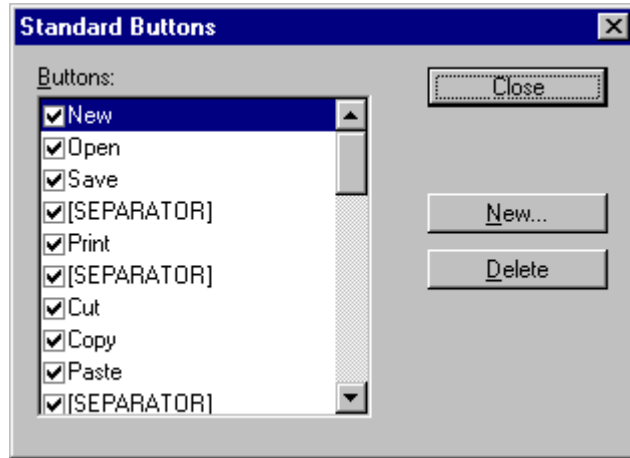 Standard Buttons
Buttons:
New
Open
Save
[SEPARATOR]
Print
[SEPARATOR]
Cut
Copy
Paste
[SEPARATOR]
Close
New...
Delete